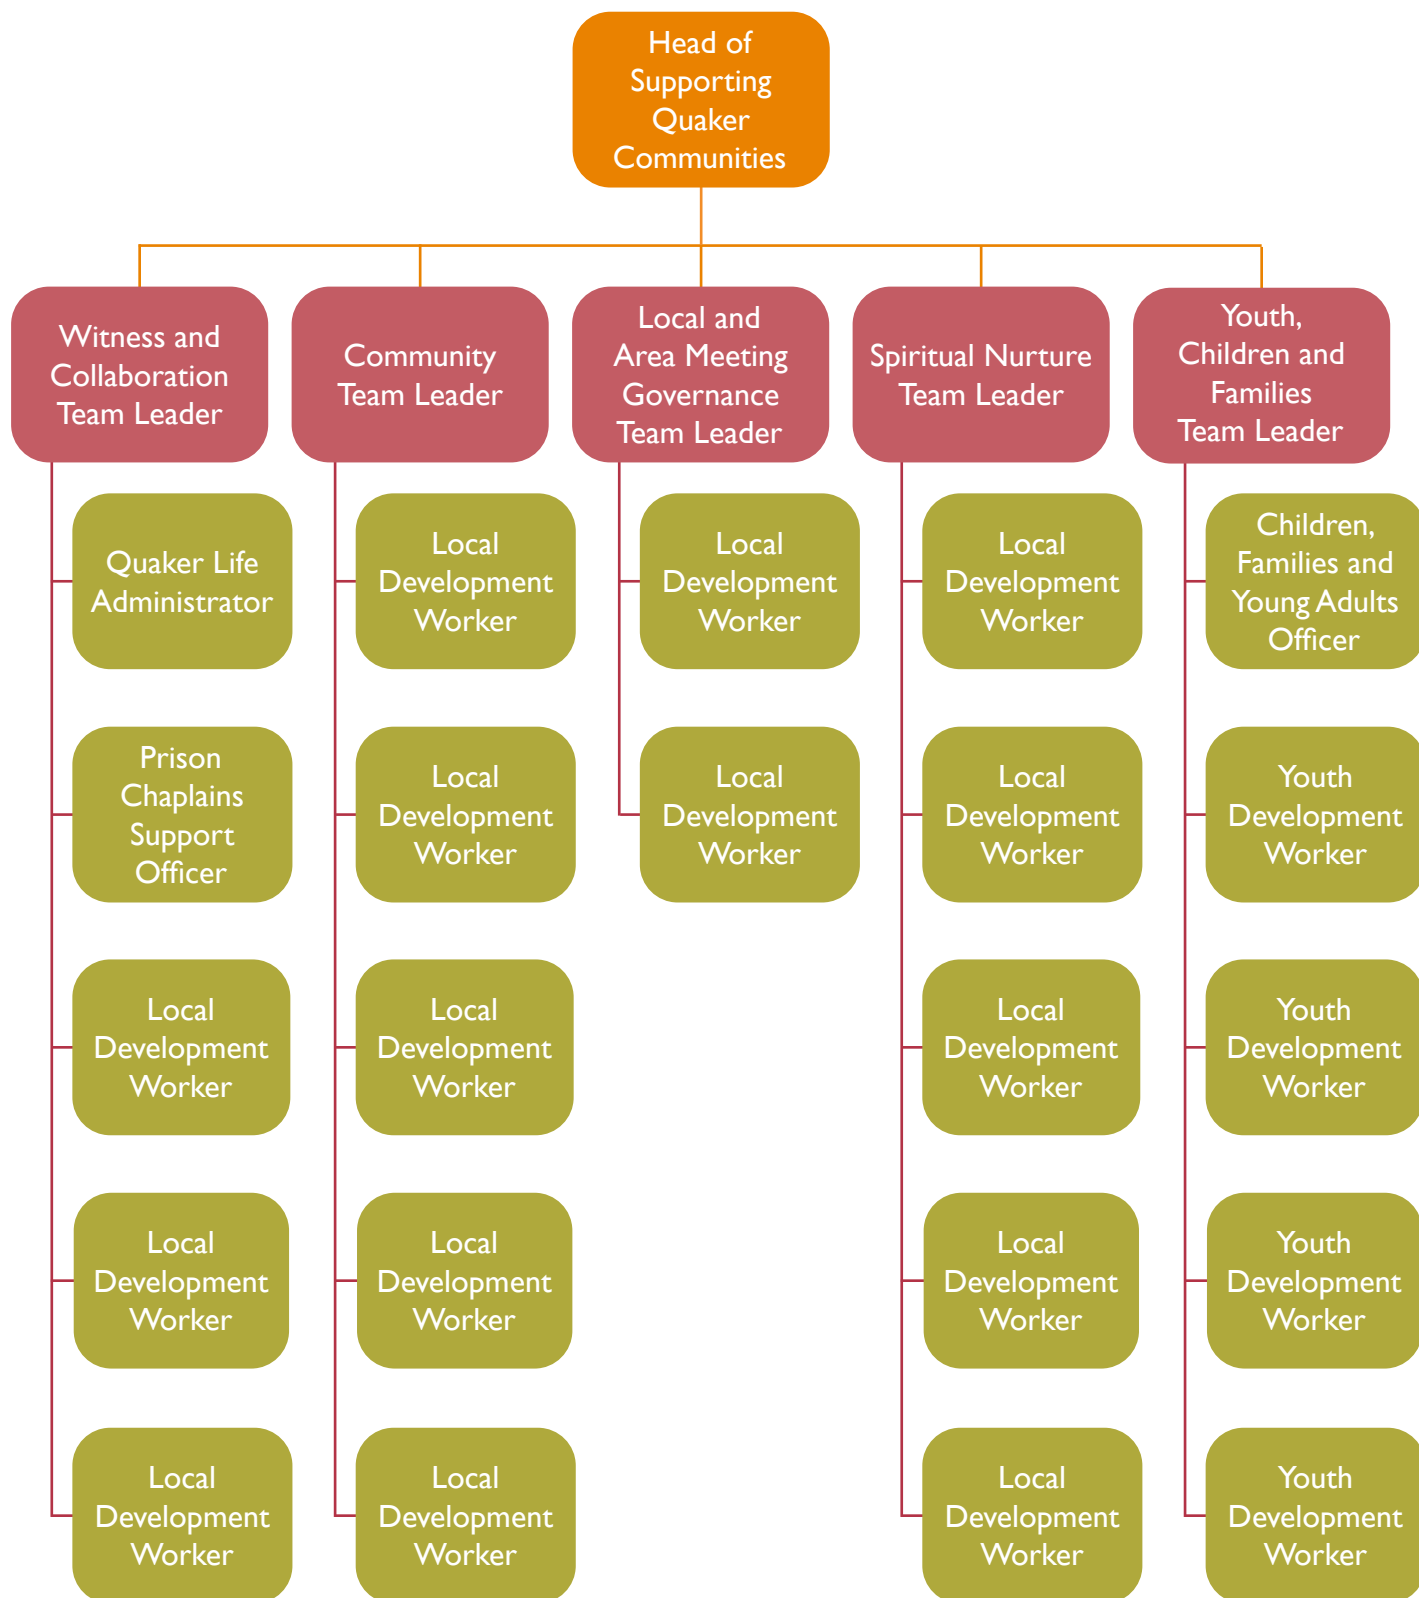 Head of
Supporting
Quaker
Communities
Witness and
Collaboration
Team Leader
Community
Team Leader
Local and
Area Meeting
Governance
Team Leader
Spiritual Nurture
Team Leader
Youth,
Children and
Families
Team Leader
Quaker Life
Administrator
Prison
Chaplains
Support
Officer
Local
Development
Worker
Local
Development
Worker
Local
Development
Worker
Local
Development
Worker
Local
Development
Worker
Local
Development
Worker
Local
Development
Worker
Local
Development
Worker
Local
Development
Worker
Local
Development
Worker
Local
Development
Worker
Local
Development
Worker
Local
Development
Worker
Local
Development
Worker
Local
Development
Worker
Children,
Families and
Young Adults
Officer
Youth
Development
Worker
Youth
Development
Worker
Youth
Development
Worker
Youth
Development
Worker